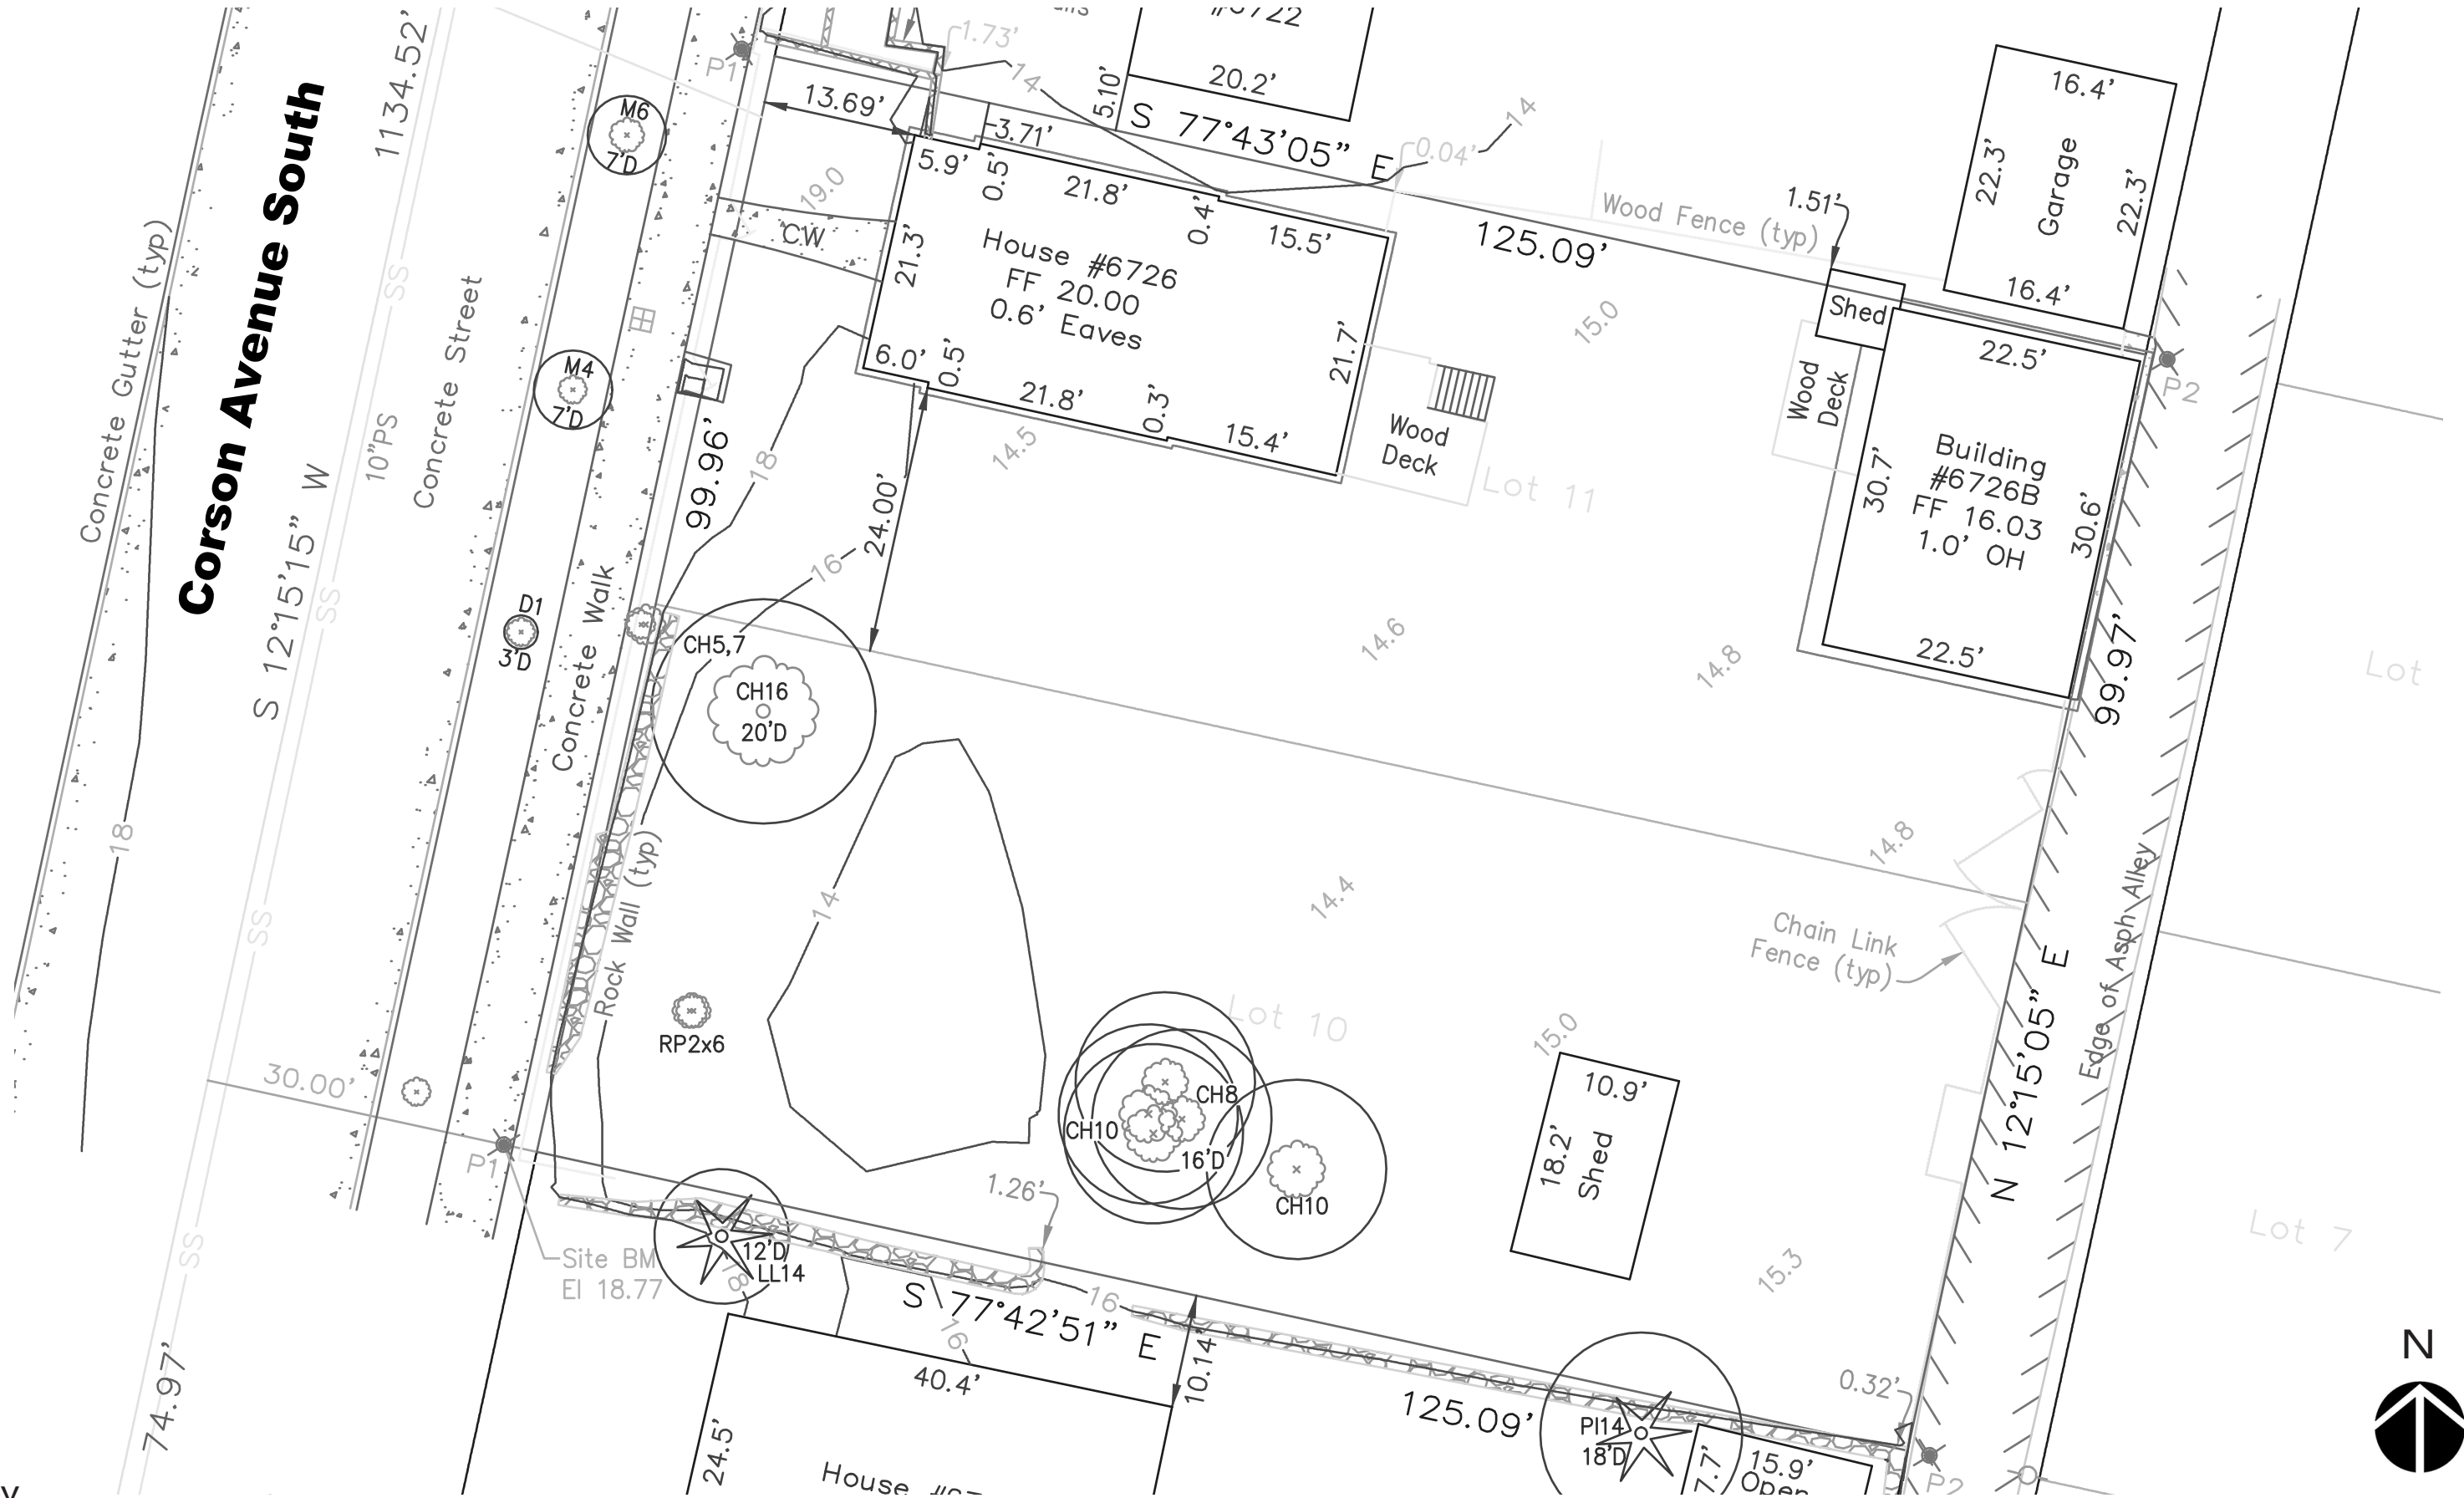 1.73'
20.2'
5.10'
P1
14
13.69'
3.71'
S 77°43'05" E
14
0.04'
16.4'
22.3'
Garage
22.3'
16.4'
Wood Fence (typ)
1.51'
Shed
1134.52'
Corson Avenue South
Concrete Gutter (typ)
SS
Concrete Street
10"PS
S 12°15'15" W
SS
M6
7'D
M4
7'D
19.0
CW
5.9'
0.5'
21.8'
0.4'
15.5'
21.3'
House #6726
FF 20.00
0.6' Eaves
21.7'
6.0'
0.5'
21.8'
0.3'
15.4'
125.09'
15.0
Wood
Deck
Wood
Deck
22.5'
P2
Building
#6726B
FF 16.03
1.0' OH
30.7'
30.6'
22.5'
99.96'
18
24.00'
14.5
Lot 11
16
D1
3'D
Concrete Walk
CH5,7
CH16
20'D
14.6
14.8
99.97'
Lot
18
SS
Rock Wall (typ)
14
14.4
14.8
Chain Link
Fence (typ)
Edge of Asph Alley
N 12°15'05" E
RP2x6
Lot 10
15.0
30.00'
CH8
CH10
16'D
CH10
10.9'
18.2'
Shed
P1
1.26'
Site BM
El 18.77
12'D
LL14
18
16
S 77°42'51" E
16
15.3
Lot 7
SS
74.97'
40.4'
24.5'
10.14'
125.09'
0.32'
PI14
18'D
7.7'
15.9'
Open
P2
N